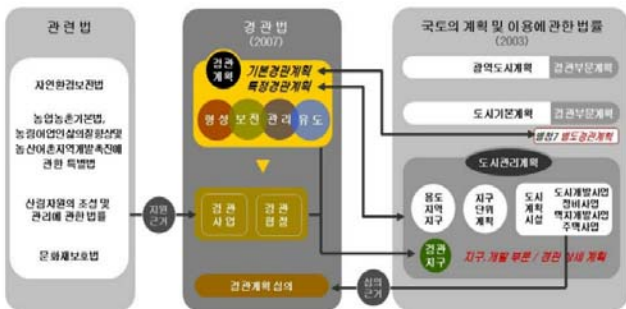 관련법
자연환경보전법
농업농촌기본법,
농림어업인삶의질향상및
농산어촌지역개발촉진에
관한 특별법
산림자원의 조성 및
관리에 관한 법률
문화재보호법
지원
근거
경관법
(2007)
경관
계획
기본경관계획
특정경관계획
형성
보전
관리
유도
경관
사업
경관
협정
경관계획 심의
심의
근거
국토의 계획 및 이용에 관한 법률
(2003)
광역도시계획
경관부문계획
도시기본계획
경관부문계획
별도경관계획
도시관리계획
용도
지역
지구
지구
단위
계획
도시
계획
시설
도시개발사업
정비사업
택지개발사업
주택사업
경관
지구
지구.개발 부문 / 경관 상세 계획